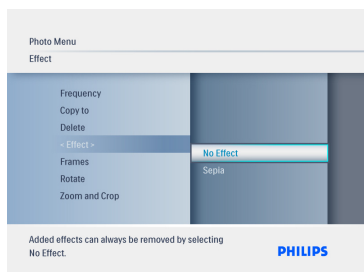 Photo Menu
Effect
Frequency
Copy to
Delete
< Effect >
Frames
Rotate
Zoom and Crop
No Effect
Sepia
Added effects can always be removed by selecting
No Effect.
PHILIPS